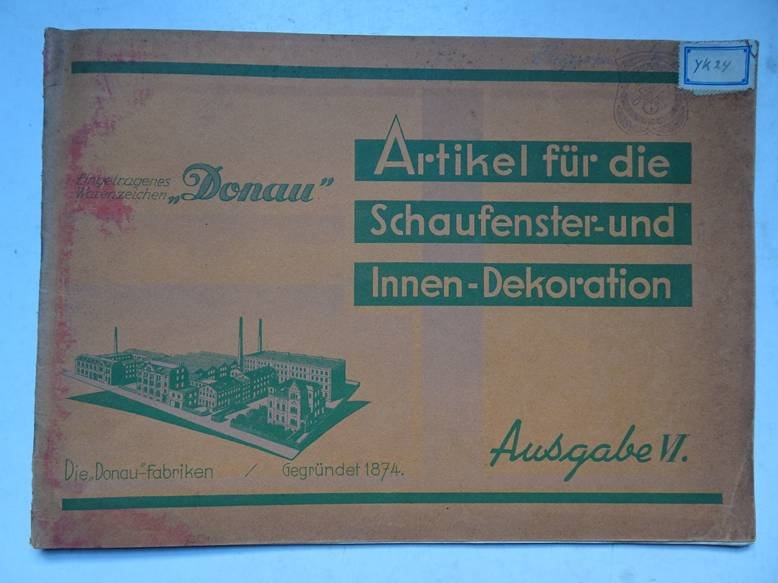 YK24
Eingetragenes
Warenzeichen „Donau”
Artikel für die
Schaufenster-und
Innen-Dekoration
Ausgabe VI.
Die „Donau”-Fabriken / Gegründet 1874.